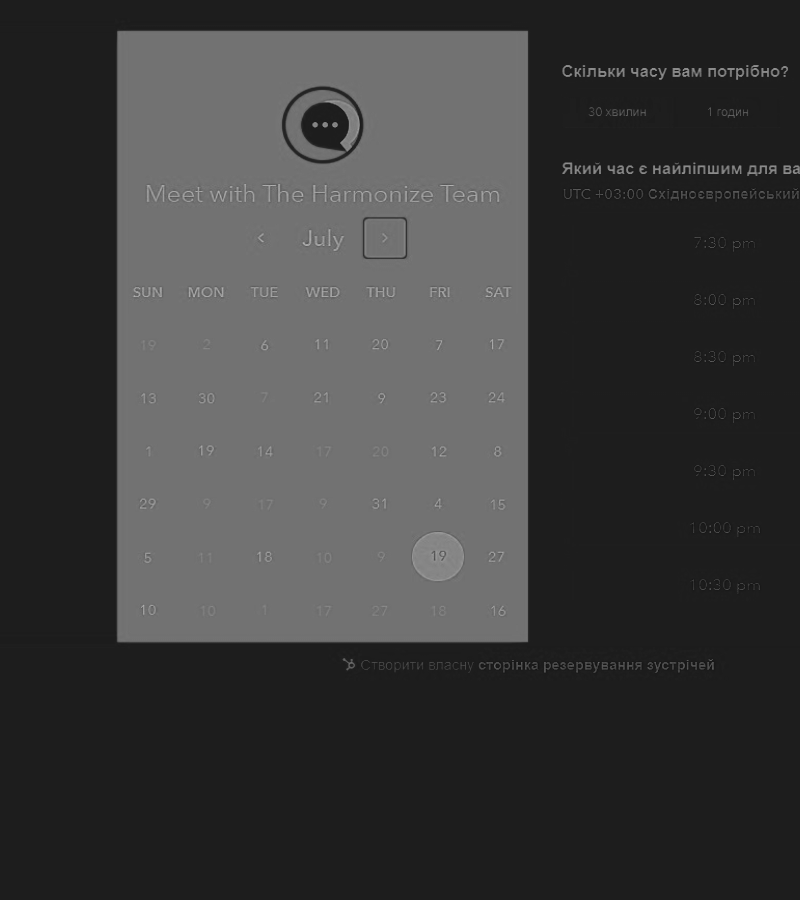 Meet with The Harmonize Team
July
SUN MON TUE WED THU FRI SAT
19 2 6 11 20 7 17
13 30 7 21 9 23 24
1 19 14 17 20 12 8
29 9 17 9 31 4 15
5 11 18 10 9 19 27
10 10 1 17 27 18 16
Скільки часу вам потрібно?
30 хвилин 1 годин
Який час є найліпшим для ва
UTC +03:00 Східноєвропейський
7:30 pm
8:00 pm
8:30 pm
9:00 pm
9:30 pm
10:00 pm
10:30 pm
Створити власну сторінка резервування зустрічей